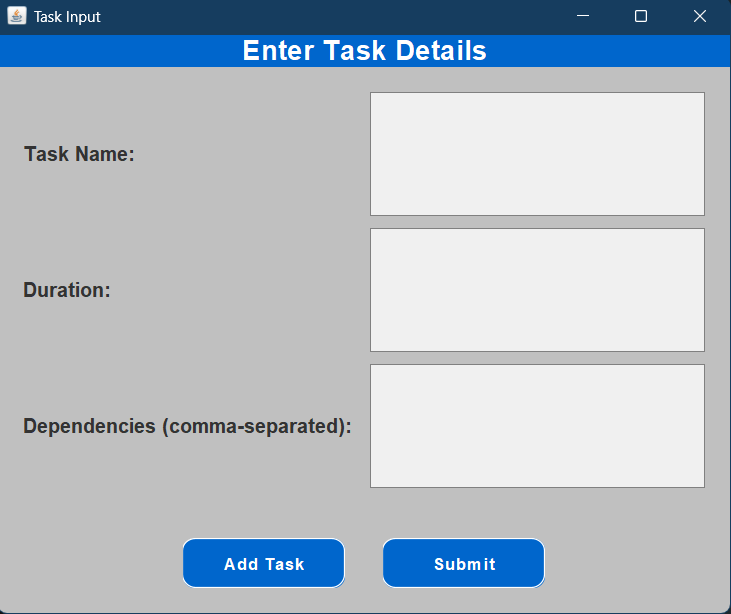 Task Input
Enter Task Details
Task Name:
Duration:
Dependencies (comma-separated):
Add Task
Submit